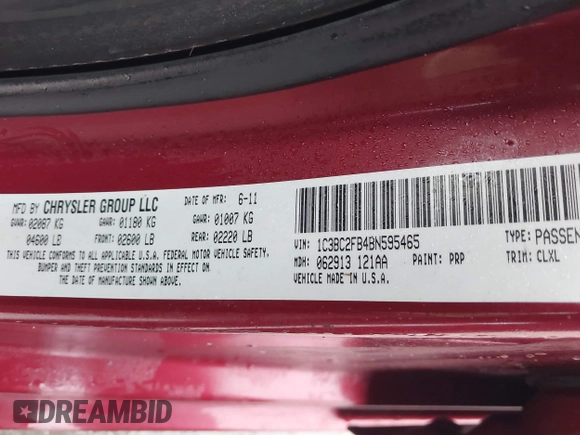 MFD BY CHRYSLER GROUP LLC DATE OF MFR: 6-11
GVWR: 02087 KG GAWR: 01180 KG GAWR: 01007 KG
04600 LB FRONT: 02600 LB REAR: 02220 LB
THIS VEHICLE CONFORMS TO ALL APPLICABLE U.S.A. FEDERAL MOTOR VEHICLE SAFETY,
BUMPER AND THEFT PREVENTION STANDARDS IN EFFECT ON THE DATE OF
MANUFACTURE SHOWN ABOVE.
VIN: 1C3BC2FB4BN595465 TYPE: PASSEN
MDH: 062913 121AA PAINT: PRP TRIM: CLXL
VEHICLE MADE IN U.S.A.
DREAMBID